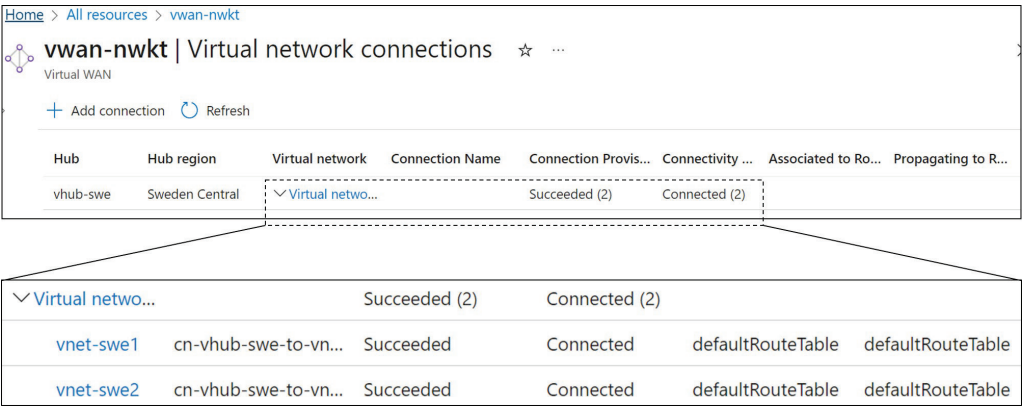 Home > All resources > vwan-nwkt
vwan-nwkt | Virtual network connections ☆ ...
Virtual WAN
+ Add connection Refresh
Hub Hub region Virtual network Connection Name Connection Provis... Connectivity ... Associated to Ro... Propagating to R...
vhub-swe Sweden Central Virtual netwo... Succeeded (2) Connected (2)
Virtual netwo... Succeeded (2) Connected (2)
vnet-swe1 cn-vhub-swe-to-vn... Succeeded Connected defaultRouteTable defaultRouteTable
vnet-swe2 cn-vhub-swe-to-vn... Succeeded Connected defaultRouteTable defaultRouteTable